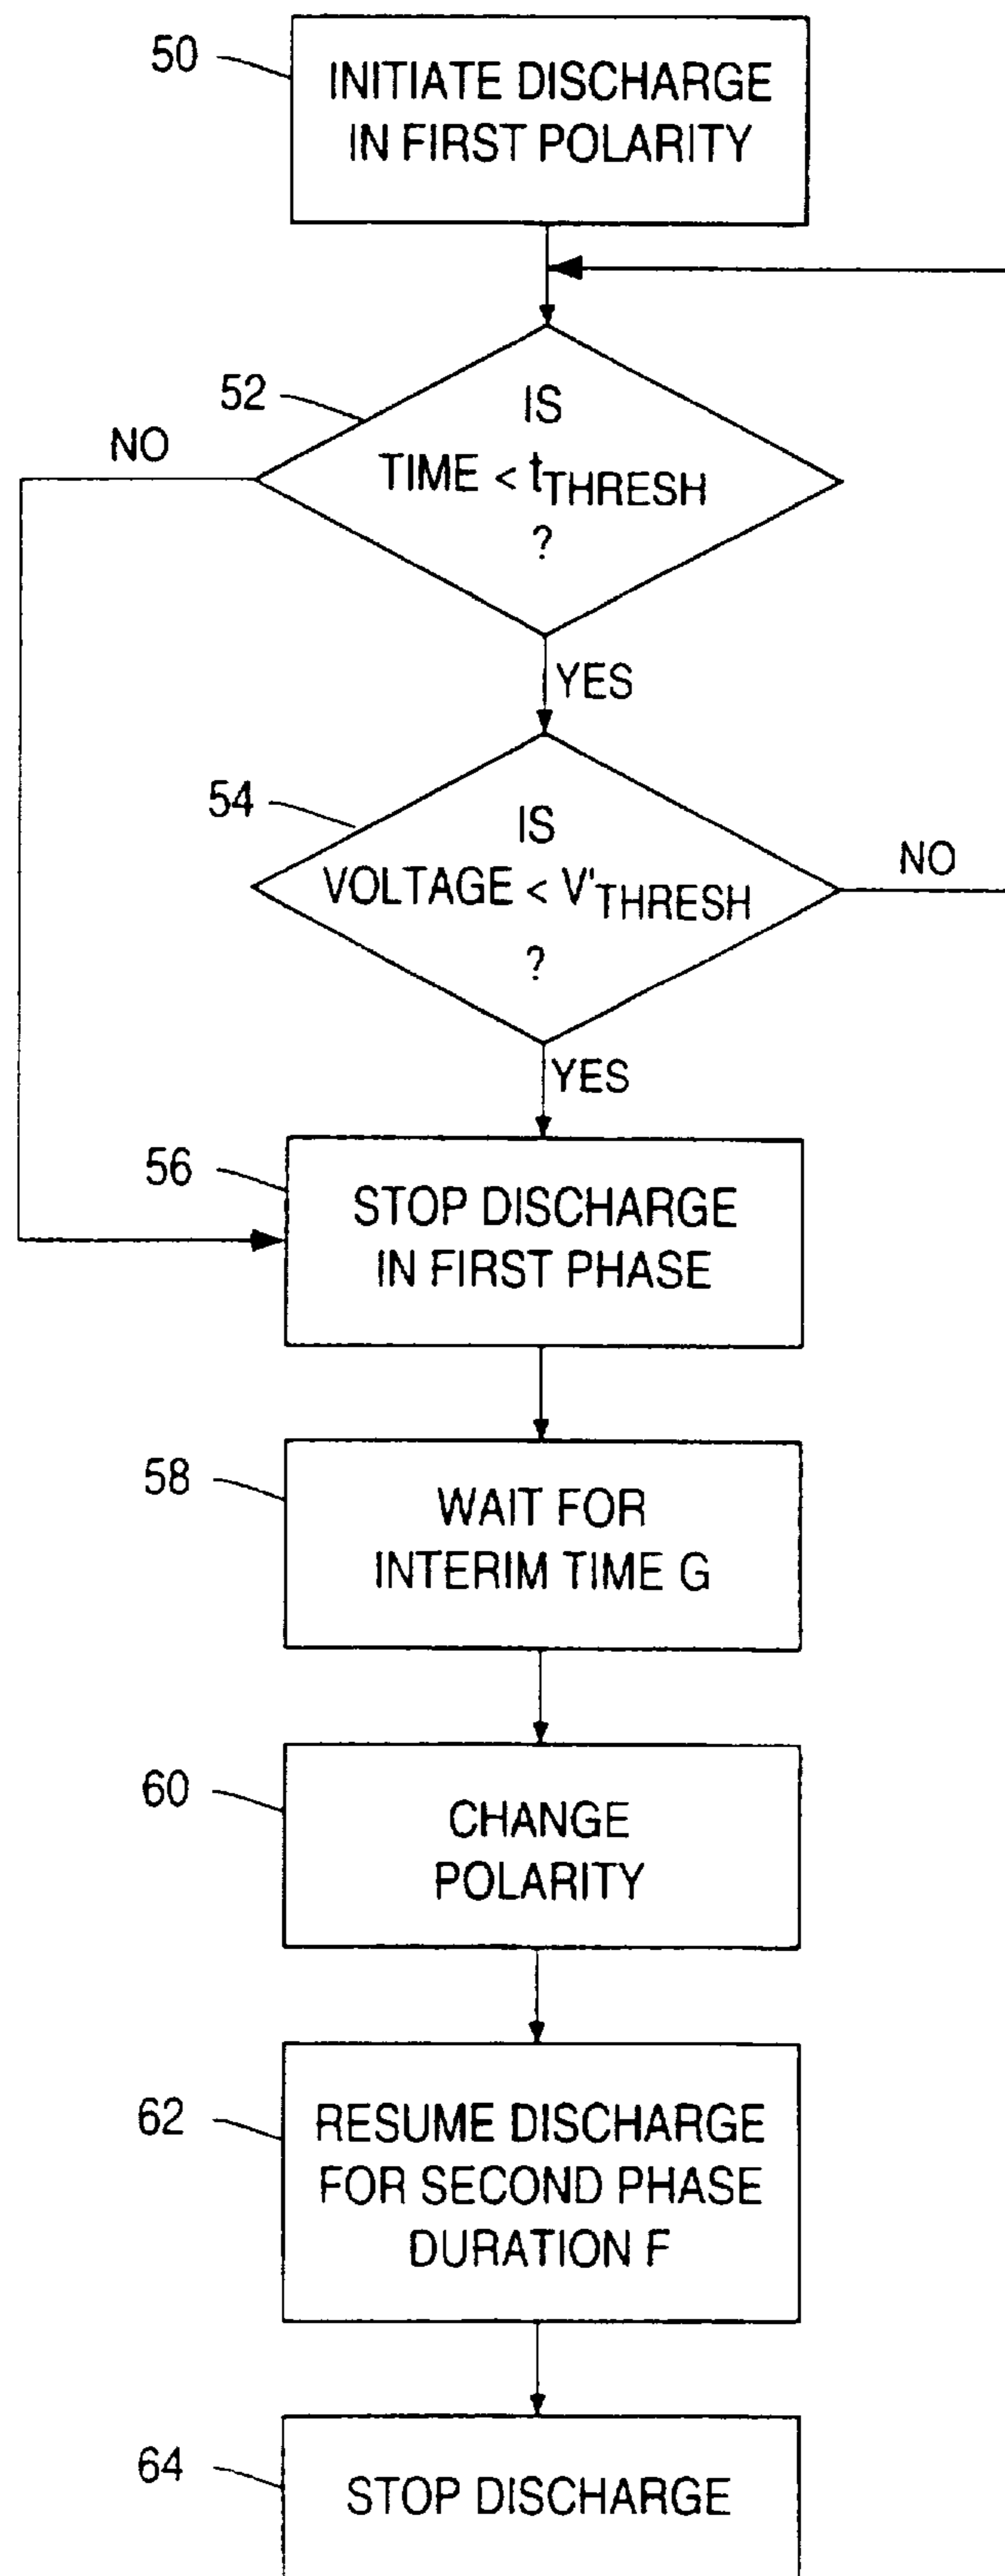 50
INITIATE DISCHARGE
IN FIRST POLARITY
52
IS
TIME < tTHRESH
?
NO
YES
54
IS
VOLTAGE < V'THRESH
?
NO
YES
56
STOP DISCHARGE
IN FIRST PHASE
58
WAIT FOR
INTERIM TIME G
60
CHANGE
POLARITY
62
RESUME DISCHARGE
FOR SECOND PHASE
DURATION F
64
STOP DISCHARGE